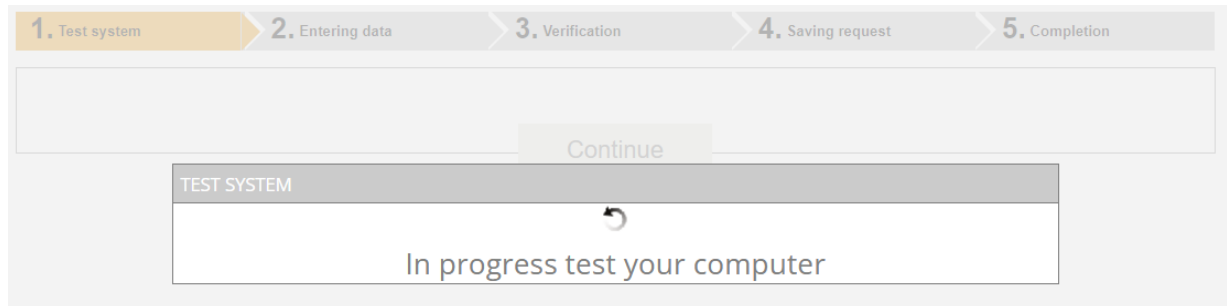 1. Test system 2. Entering data 3. Verification 4. Saving request 5. Completion
Continue
TEST SYSTEM
In progress test your computer